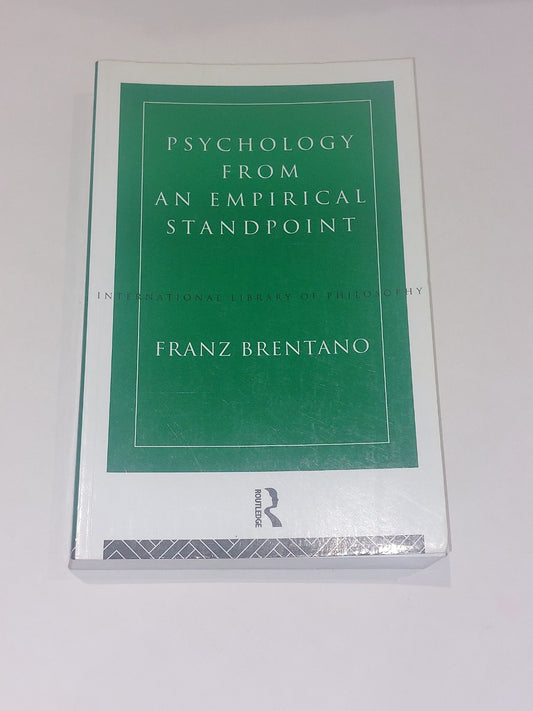 PSYCHOLOGY
FROM
AN EMPIRICAL
STANDPOINT
INTERNATIONAL LIBRARY OF PHILOSOPHY
FRANZ BRENTANO
ROUTLEDGE